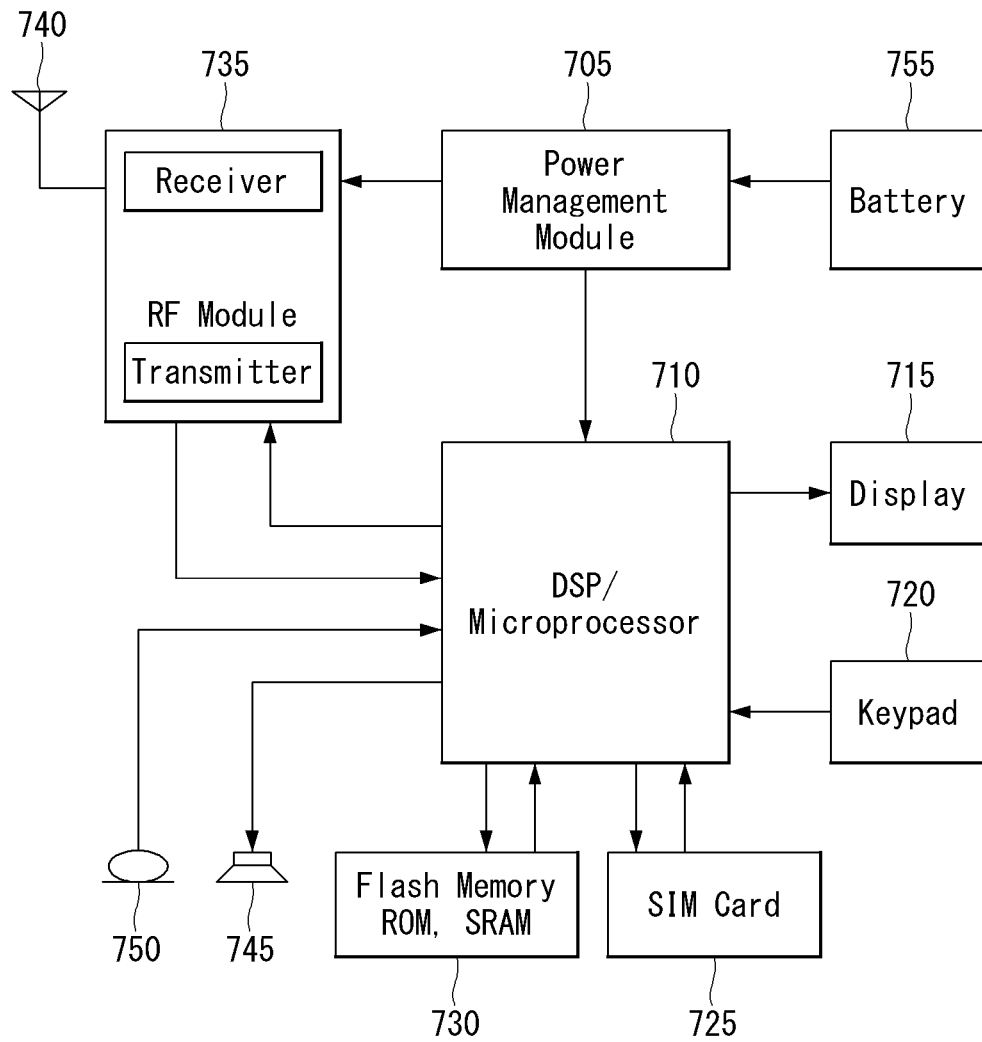 740
735
705
755
Receiver
RF Module
Transmitter
Power
Management
Module
Battery
710
715
DSP/
Microprocessor
Display
720
Keypad
Flash Memory
ROM, SRAM
SIM Card
750
745
730
725